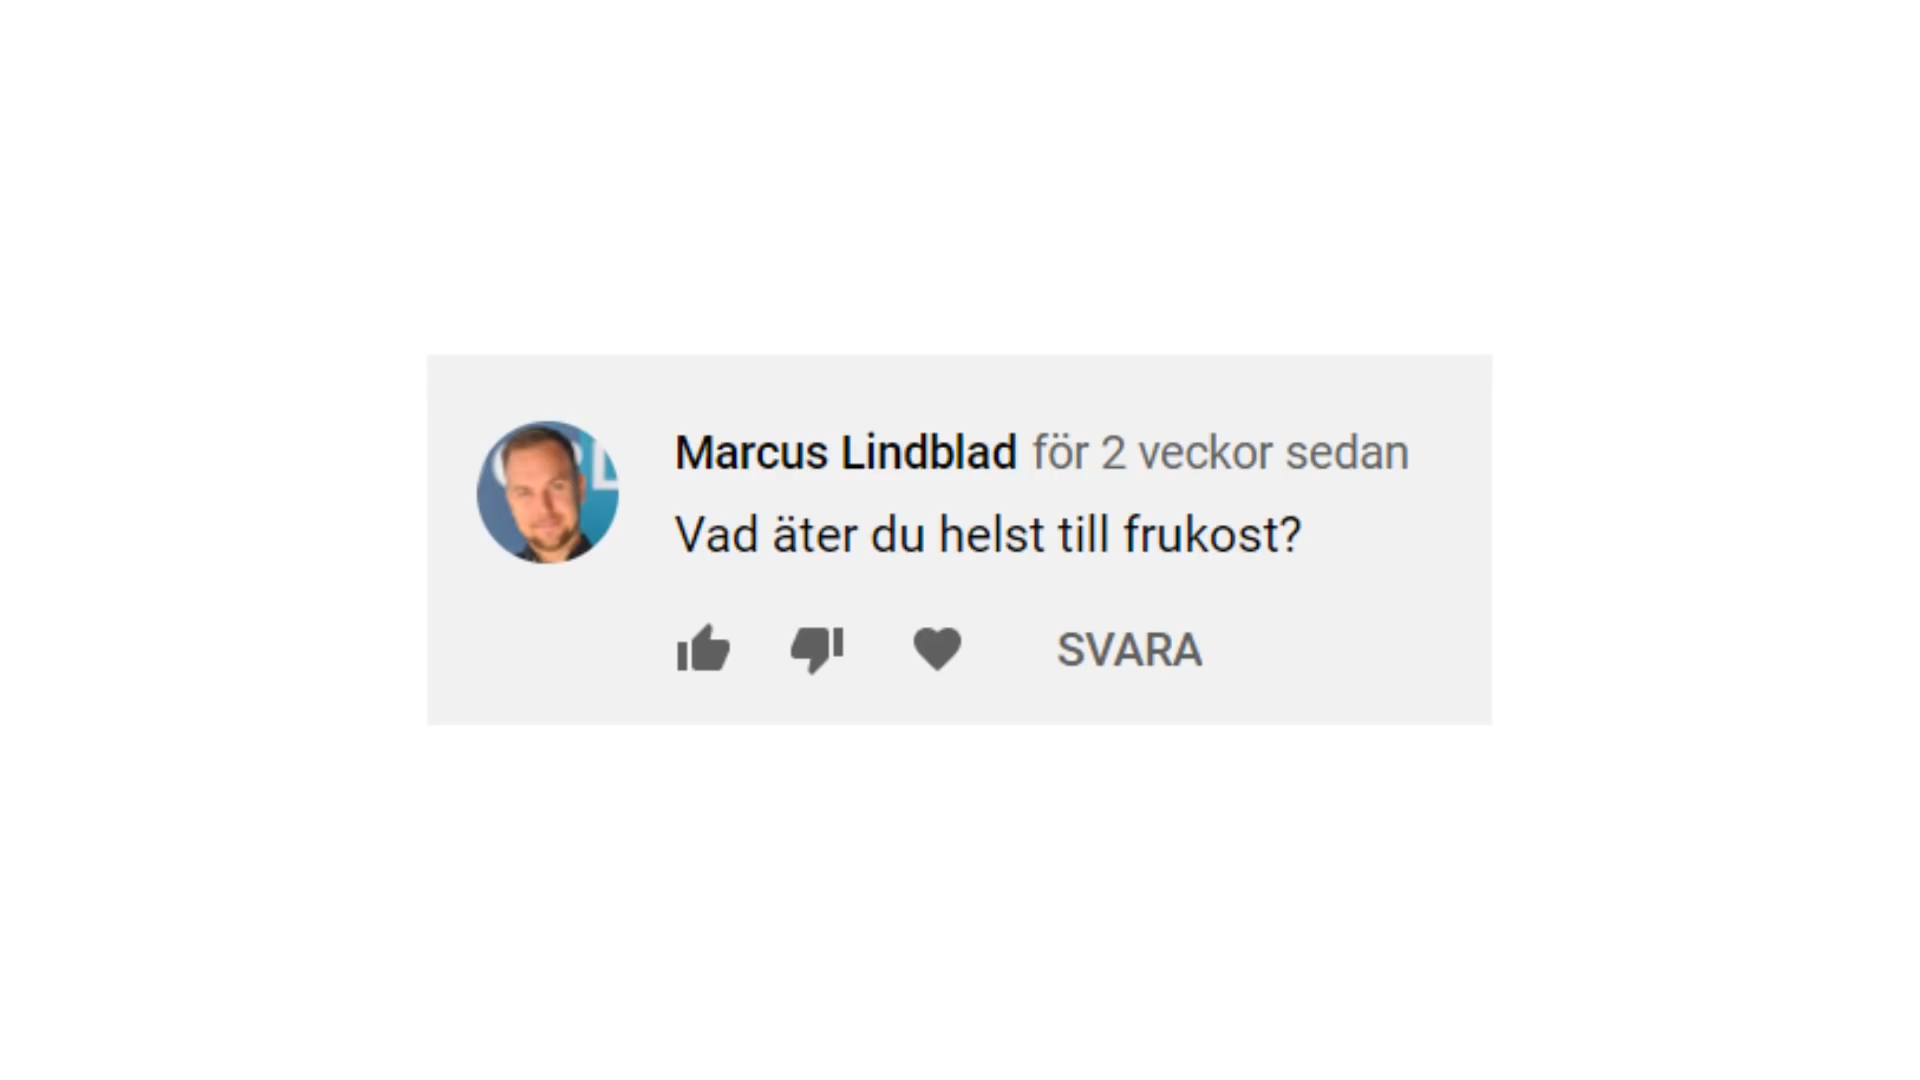 Marcus Lindblad för 2 veckor sedan
Vad äter du helst till frukost?
SVARA